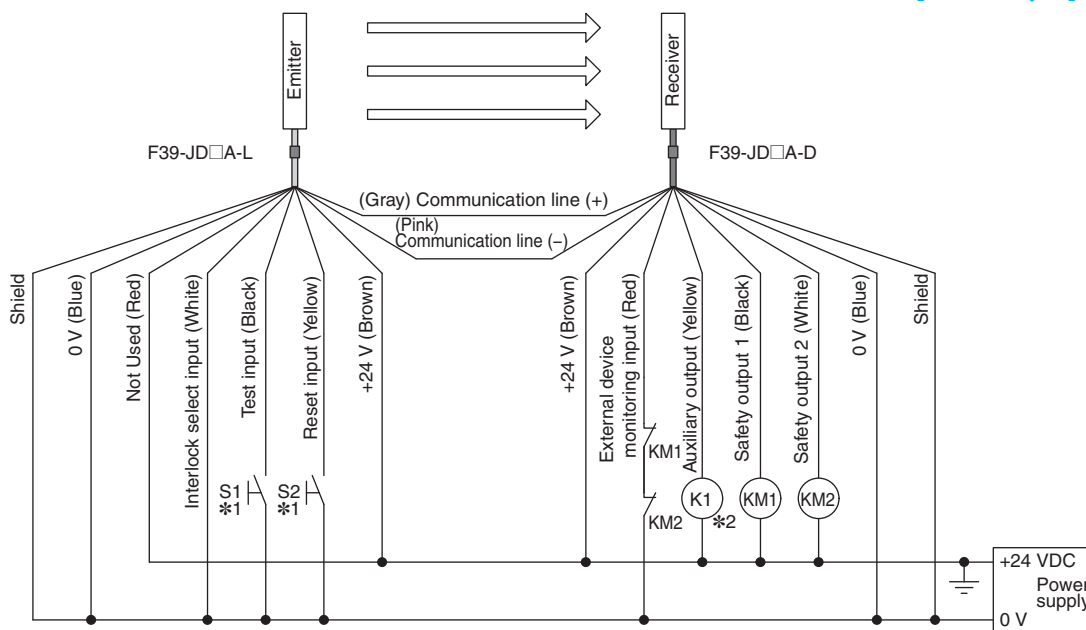 Emitter
Receiver
F39-JD□A-L
F39-JD□A-D
(Gray) Communication line (+)
(Pink)
Communication line (−)
Shield
0 V (Blue)
Not Used (Red)
Interlock select input (White)
Test input (Black)
Reset input (Yellow)
+24 V (Brown)
+24 V (Brown)
External device
monitoring input (Red)
Auxiliary output (Yellow)
Safety output 1 (Black)
Safety output 2 (White)
0 V (Blue)
Shield
S1
*1
S2
*1
KM1
KM2
K1
*2
KM1
KM2
+24 VDC
Power
supply
0 V